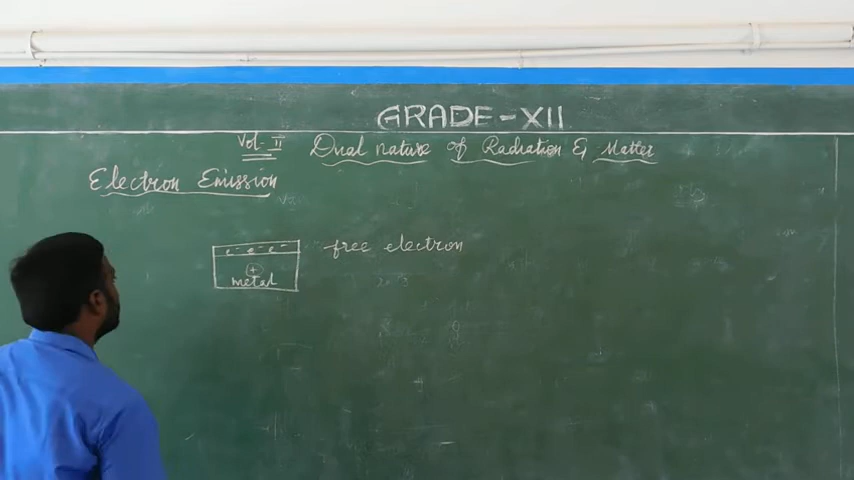 GRADE-XII
Vol-II Dual nature of Radiation & Matter
Electron Emission
e⁻ e⁻ e⁻ free electron
+
metal